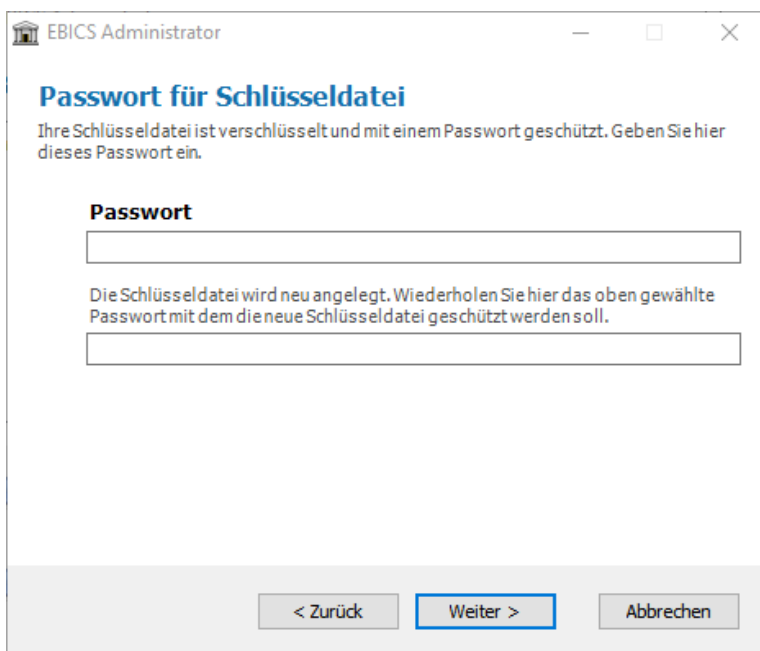 EBICS Administrator
Passwort für Schlüsseldatei
Ihre Schlüsseldatei ist verschlüsselt und mit einem Passwort geschützt. Geben Sie hier
dieses Passwort ein.
Passwort
Die Schlüsseldatei wird neu angelegt. Wiederholen Sie hier das oben gewählte
Passwort mit dem die neue Schlüsseldatei geschützt werden soll.
< Zurück
Weiter >
Abbrechen